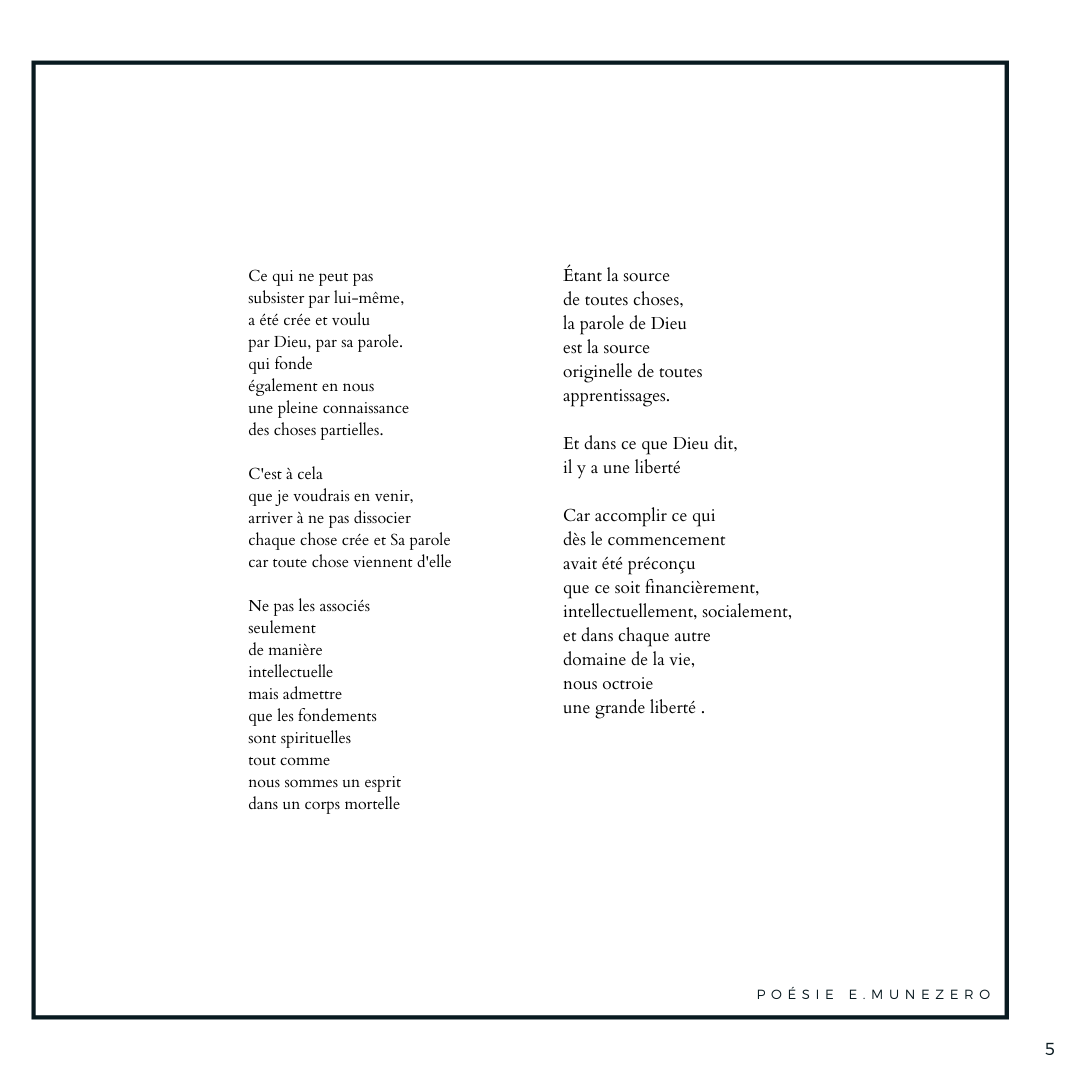 Ce qui ne peut pas
subsister par lui-même,
a été crée et voulu
par Dieu, par sa parole.
qui fonde
également en nous
une pleine connaissance
des choses partielles.

C'est à cela
que je voudrais en venir,
arriver à ne pas dissocier
chaque chose crée et Sa parole
car toute chose viennent d'elle

Ne pas les associés
seulement
de manière
intellectuelle
mais admettre
que les fondements
sont spirituelles
tout comme
nous sommes un esprit
dans un corps mortelle

Étant la source
de toutes choses,
la parole de Dieu
est la source
originelle de toutes
apprentissages.

Et dans ce que Dieu dit,
il y a une liberté

Car accomplir ce qui
dès le commencement
avait été préconçu
que ce soit financièrement,
intellectuellement, socialement,
et dans chaque autre
domaine de la vie,
nous octroie
une grande liberté .

POÉSIE E.MUNEZERO
5